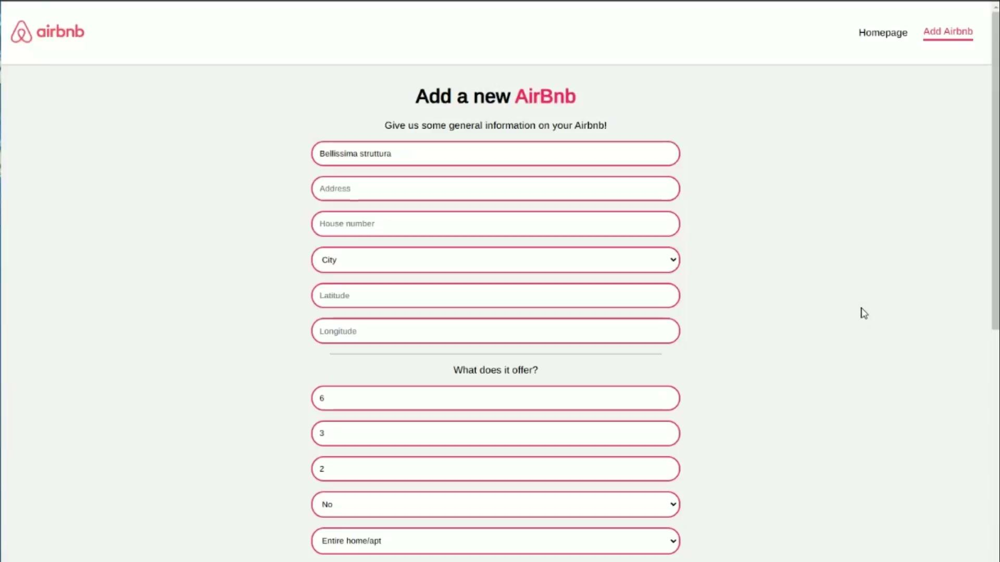 airbnb
Homepage
Add Airbnb
Add a new AirBnb
Give us some general information on your Airbnb!
Bellissima struttura
Address
House number
City
Latitude
Longitude
What does it offer?
6
3
2
No
Entire home/apt